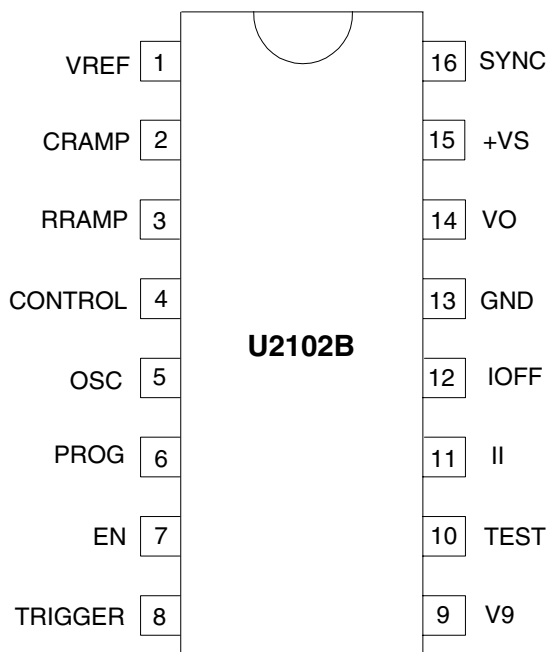 VREF 1 16 SYNC
CRAMP 2 15 +VS
RRAMP 3 14 VO
CONTROL 4 13 GND
U2102B
OSC 5 12 IOFF
PROG 6 11 II
EN 7 10 TEST
TRIGGER 8 9 V9